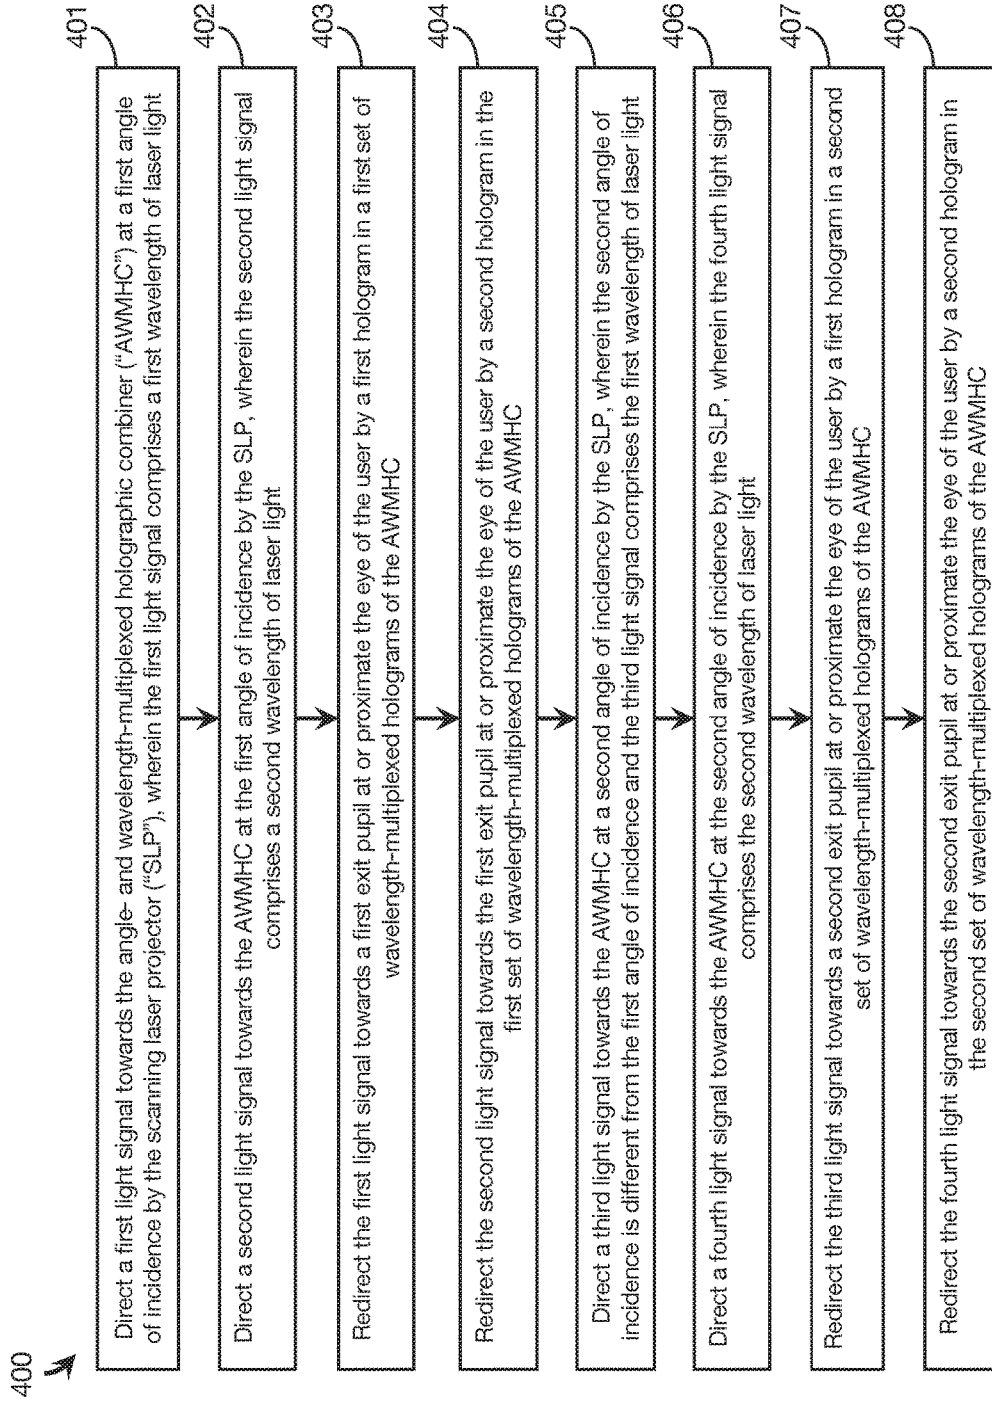 400
401
Direct a first light signal towards the angle- and wavelength-multiplexed holographic combiner (“AWMHC”) at a first angle
of incidence by the scanning laser projector (“SLP”), wherein the first light signal comprises a first wavelength of laser light
402
Direct a second light signal towards the AWMHC at the first angle of incidence by the SLP, wherein the second light signal
comprises a second wavelength of laser light
403
Redirect the first light signal towards a first exit pupil at or proximate the eye of the user by a first hologram in a first set of
wavelength-multiplexed holograms of the AWMHC
404
Redirect the second light signal towards the first exit pupil at or proximate the eye of the user by a second hologram in the
first set of wavelength-multiplexed holograms of the AWMHC
405
Direct a third light signal towards the AWMHC at a second angle of incidence by the SLP, wherein the second angle of
incidence is different from the first angle of incidence and the third light signal comprises the first wavelength of laser light
406
Direct a fourth light signal towards the AWMHC at the second angle of incidence by the SLP, wherein the fourth light signal
comprises the second wavelength of laser light
407
Redirect the third light signal towards a second exit pupil at or proximate the eye of the user by a first hologram in a second
set of wavelength-multiplexed holograms of the AWMHC
408
Redirect the fourth light signal towards the second exit pupil at or proximate the eye of the user by a second hologram in
the second set of wavelength-multiplexed holograms of the AWMHC